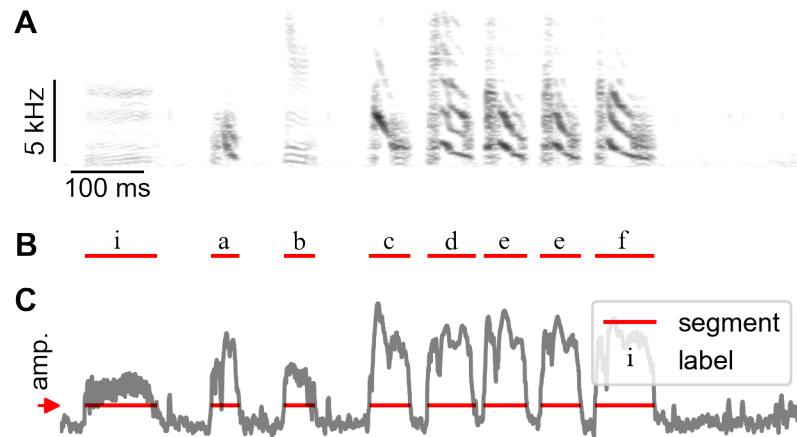 A
5 kHz
100 ms
B
i a b c d e e f
C
amp.
segment
i label